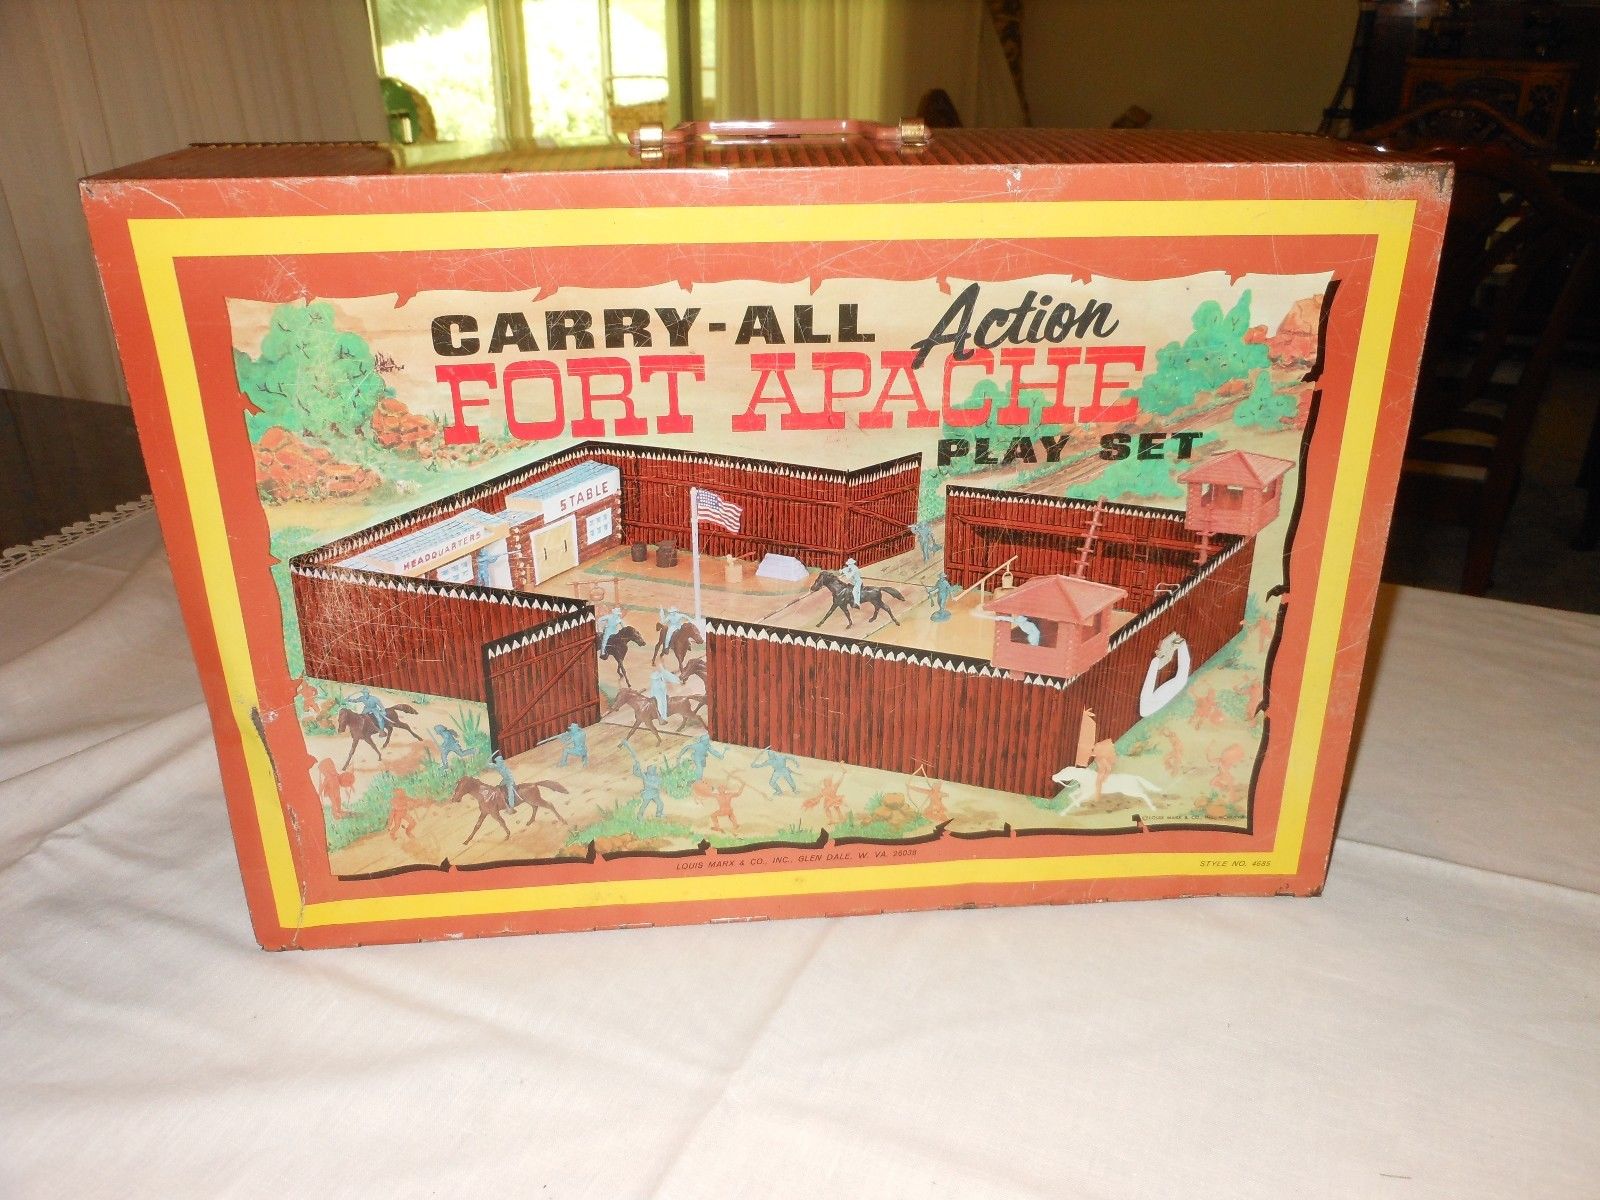 CARRY-ALL Action
FORT APACHE
PLAY SET
STABLE
HEADQUARTERS
LOUIS MARX & CO., INC., GLEN DALE, W. VA. 26038
STYLE NO. 4685